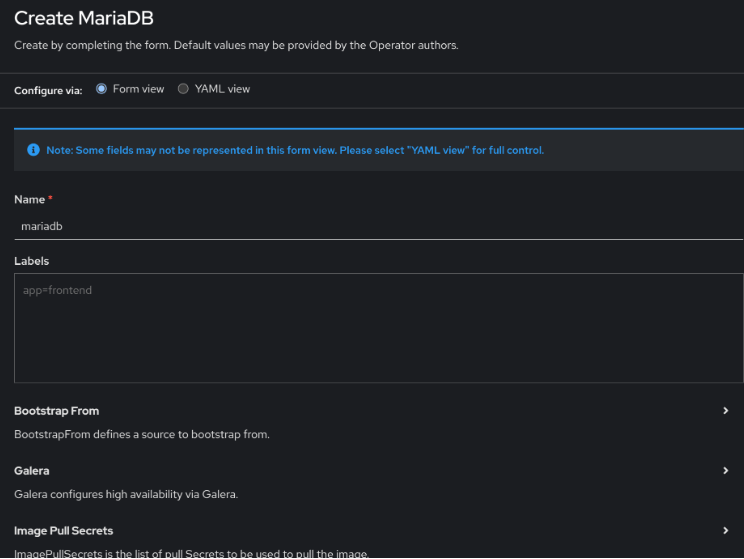 Create MariaDB
Create by completing the form. Default values may be provided by the Operator authors.
Configure via:
Form view
YAML view
Note: Some fields may not be represented in this form view. Please select "YAML view" for full control.
Name *
mariadb
Labels
app=frontend
Bootstrap From
BootstrapFrom defines a source to bootstrap from.
Galera
Galera configures high availability via Galera.
Image Pull Secrets
ImagePullSecrets is the list of pull Secrets to be used to pull the image.